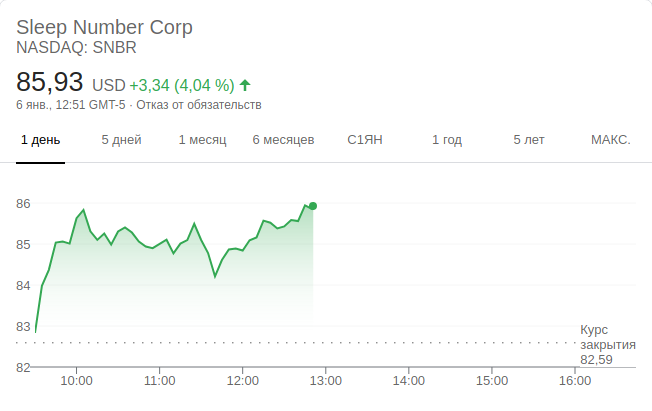 Sleep Number Corp
NASDAQ: SNBR
85,93 USD +3,34 (4,04 %)
6 янв., 12:51 GMT-5 · Отказ от обязательств
1 день 5 дней 1 месяц 6 месяцев С1ЯН 1 год 5 лет МАКС.
86
85
84
83
Курс
закрытия
82,59
82
10:00 11:00 12:00 13:00 14:00 15:00 16:00